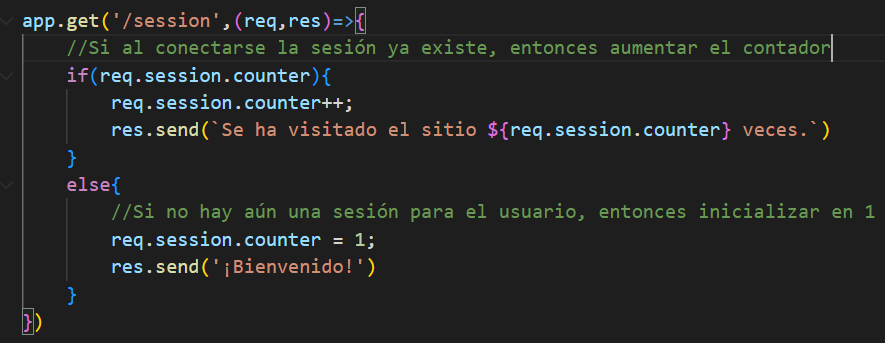 app.get('/session',(req,res)=>{
    //Si al conectarse la sesión ya existe, entonces aumentar el contador
    if(req.session.counter){
        req.session.counter++;
        res.send(`Se ha visitado el sitio ${req.session.counter} veces.`)
    }
    else{
        //Si no hay aún una sesión para el usuario, entonces inicializar en 1
        req.session.counter = 1;
        res.send('¡Bienvenido!')
    }
})